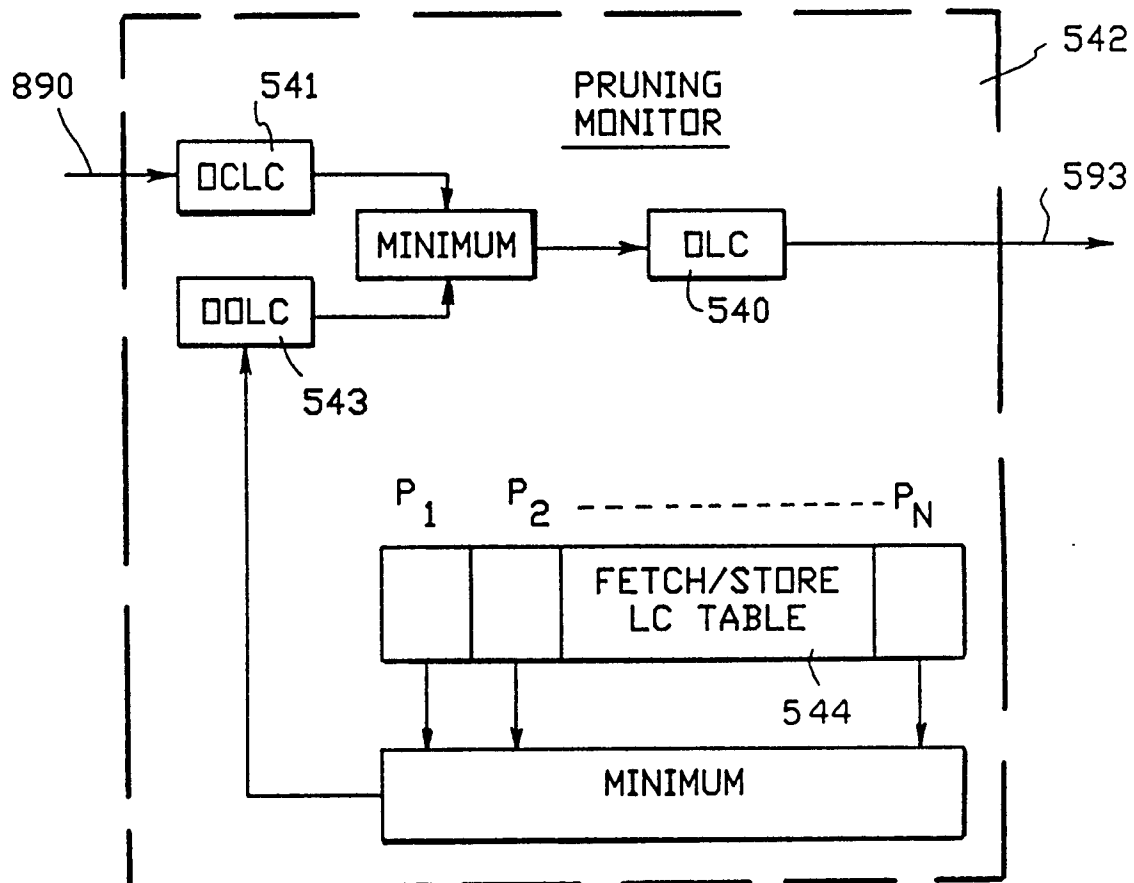 542
890
541
PRUNING
MONITOR
OCLC
593
MINIMUM
OLC
OOLC
540
543
P1 P2 ---------------- PN
FETCH/STORE
LC TABLE
544
MINIMUM